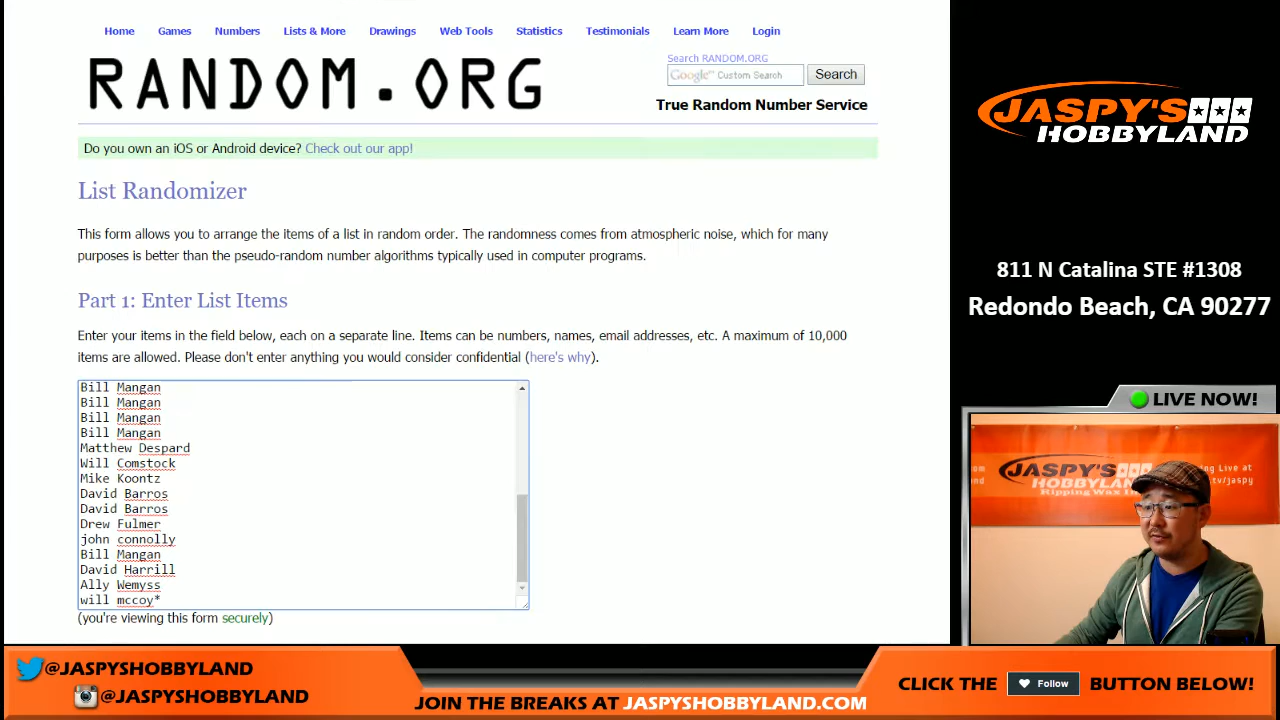 Home Games Numbers Lists & More Drawings Web Tools Statistics Testimonials Learn More Login
RANDOM.ORG
Search RANDOM.ORG
Google™ Custom Search Search
True Random Number Service
Do you own an iOS or Android device? Check out our app!
List Randomizer
This form allows you to arrange the items of a list in random order. The randomness comes from atmospheric noise, which for many
purposes is better than the pseudo-random number algorithms typically used in computer programs.
Part 1: Enter List Items
Enter your items in the field below, each on a separate line. Items can be numbers, names, email addresses, etc. A maximum of 10,000
items are allowed. Please don't enter anything you would consider confidential (here's why).
Bill Mangan
Bill Mangan
Bill Mangan
Bill Mangan
Matthew Despard
Will Comstock
Mike Koontz
David Barros
David Barros
Drew Fulmer
john connolly
Bill Mangan
David Harrill
Ally Wemyss
will mccoy*
(you're viewing this form securely)
JASPY'S
HOBBYLAND
811 N Catalina STE #1308
Redondo Beach, CA 90277
LIVE NOW!
JASPY'S
HOBBYLAND
Ripping Wax
ing Live at
.tv/jaspy
@JASPYSHOBBYLAND
@JASPYSHOBBYLAND
JOIN THE BREAKS AT JASPYSHOBBYLAND.COM
CLICK THE Follow BUTTON BELOW!